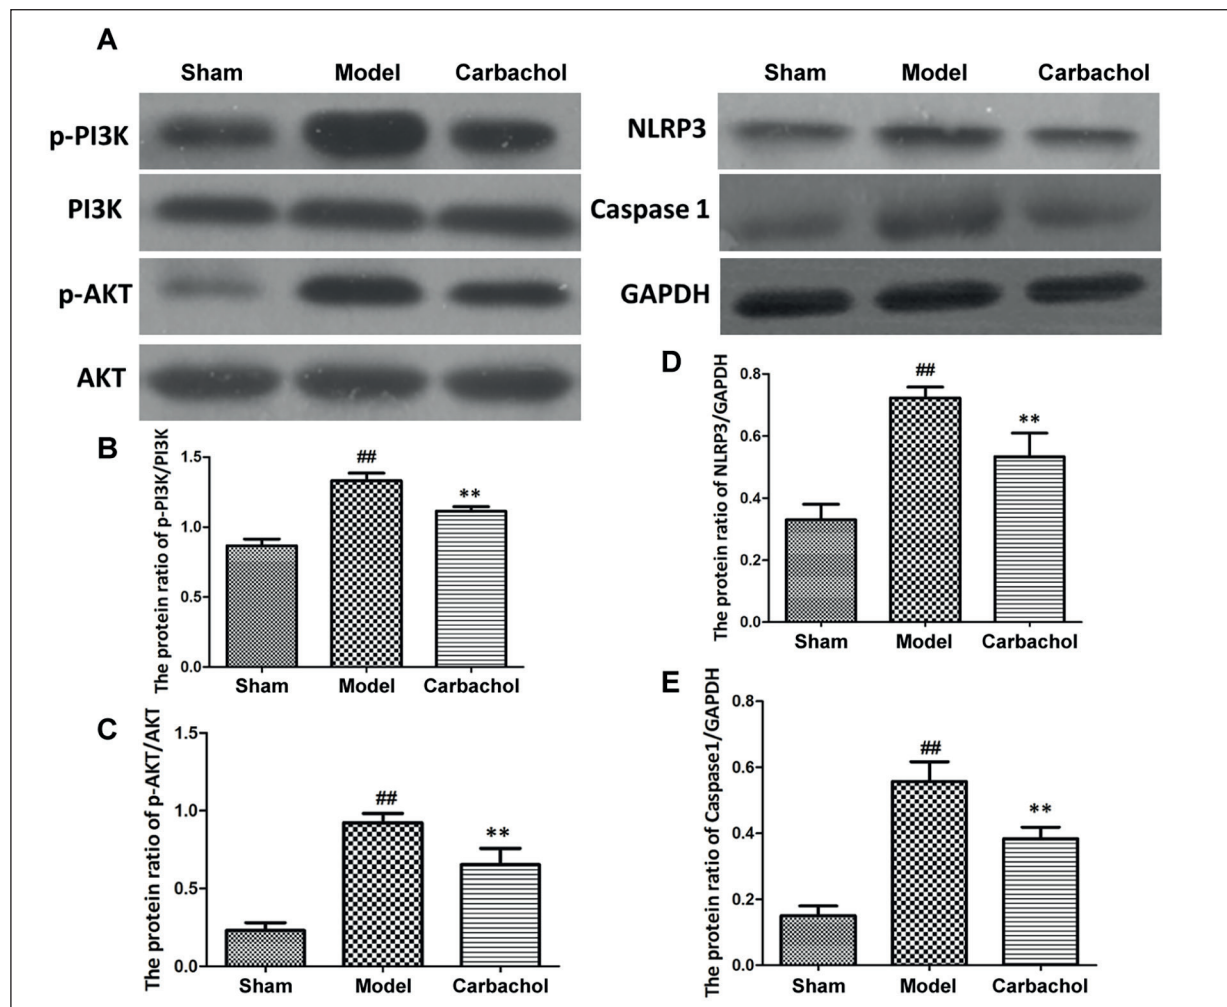 A
Sham Model Carbachol
p-PI3K
PI3K
p-AKT
AKT
Sham Model Carbachol
NLRP3
Caspase 1
GAPDH
B
The protein ratio of p-PI3K/PI3K
1.5
##
**
1.0
0.5
0.0
Sham Model Carbachol
C
The protein ratio of p-AKT/AKT
1.5
##
1.0
**
0.5
0.0
Sham Model Carbachol
D
The protein ratio of NLRP3/GAPDH
0.8
##
**
0.6
0.4
0.2
0.0
Sham Model Carbachol
E
The protein ratio of Caspase1/GAPDH
0.8
##
0.6
**
0.4
0.2
0.0
Sham Model Carbachol